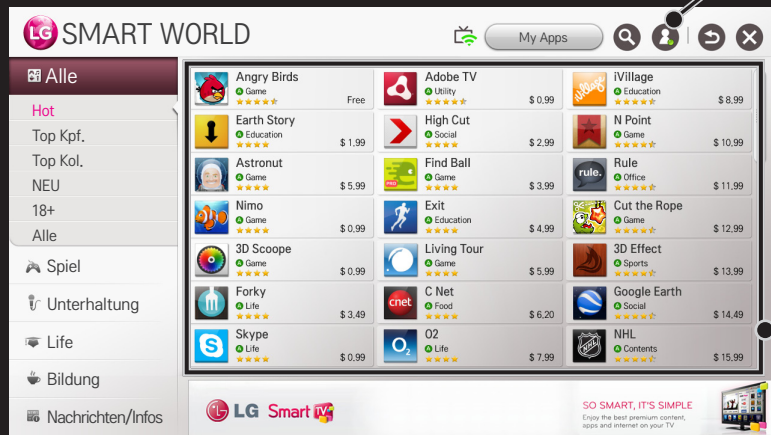 LG SMART WORLD
My Apps
Alle
Hot
Top Kpf.
Top Kol.
NEU
18+
Alle
Spiel
Unterhaltung
Life
Bildung
Nachrichten/Infos
Angry Birds
A Game
Free
Adobe TV
A Utility
$ 0,99
iVillage
A Education
$ 8,99
Earth Story
A Education
$ 1,99
High Cut
A Social
$ 2,99
N Point
A Game
$ 10,99
Astronut
A Game
$ 5,99
PRO
Find Ball
A Game
$ 3,99
rule.
Rule
A Office
$ 11,99
Nimo
A Game
$ 0,99
Exit
A Education
$ 4,99
Cut the Rope
A Game
$ 12,99
3D Scoope
A Game
$ 0,99
Living Tour
A Game
$ 5,99
3D Effect
A Sports
$ 13,99
Forky
A Life
$ 3,49
cnet
C Net
A Food
$ 6,20
Google Earth
A Social
$ 14,49
S
Skype
A Life
$ 0,99
O2
O2
A Life
$ 7,99
NHL
NHL
A Contents
$ 15,99
LG Smart TV
SO SMART, IT'S SIMPLE
Enjoy the best premium content,
apps and internet on your TV